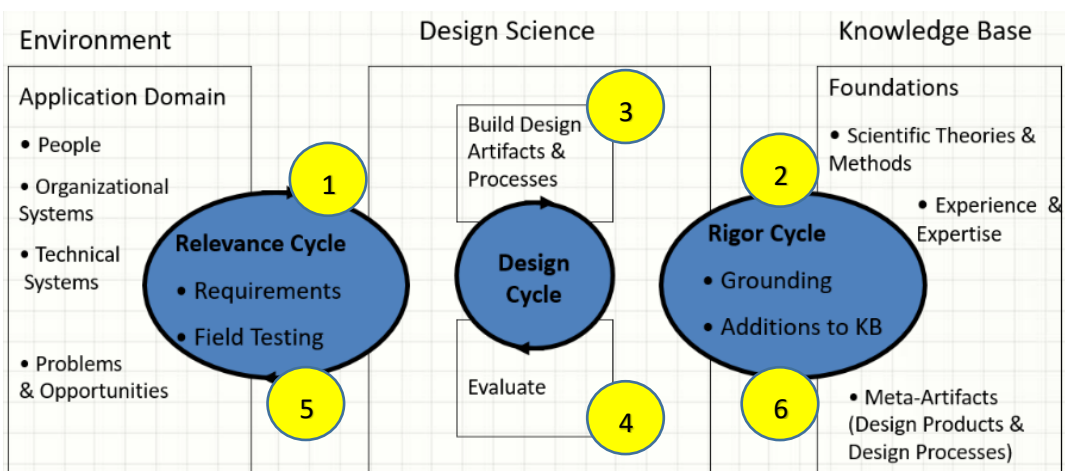 Environment
Design Science
Knowledge Base
Application Domain
• People
• Organizational
Systems
• Technical
Systems
• Problems
& Opportunities
1
Relevance Cycle
• Requirements
• Field Testing
5
Build Design
Artifacts &
Processes
3
Design
Cycle
Evaluate
4
2
Rigor Cycle
• Grounding
• Additions to KB
6
Foundations
• Scientific Theories &
Methods
• Experience &
Expertise
• Meta-Artifacts
(Design Products &
Design Processes)